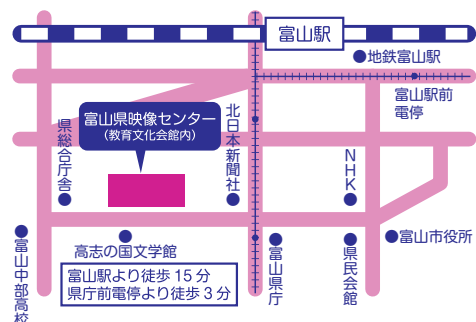 富山駅
地鉄富山駅
富山駅前
電停
富山県映像センター
(教育文化会館内)
北日本新聞社
県総合庁舎
NHK
富山中部高校
高志の国文学館
富山県庁
県民会館
富山市役所
富山駅より徒歩 15 分
県庁前電停より徒歩 3 分